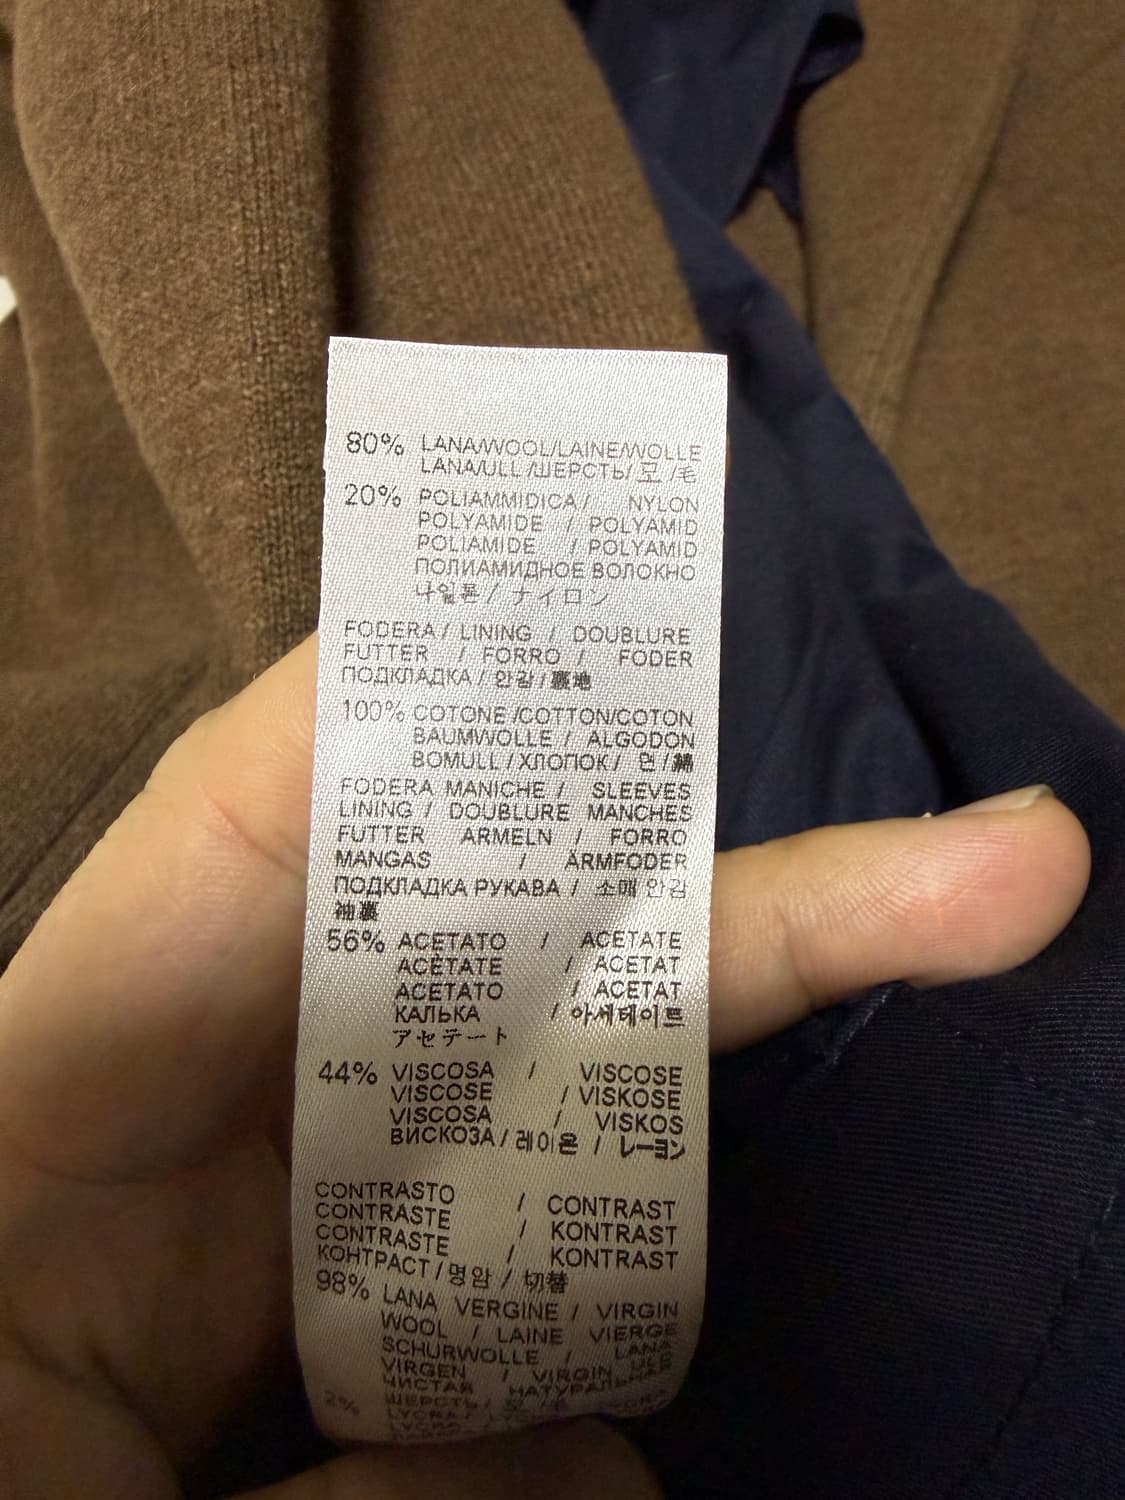 80% LANA/WOOL/LAINE/WOLLE
LANA/ULL/ШЕРСТЬ/모/毛
20% POLIAMMIDICA / NYLON
POLYAMIDE / POLYAMID
POLIAMIDE / POLYAMID
ПОЛИАМИДНОЕ ВОЛОКНО
나일론 / ナイロン
FODERA / LINING / DOUBLURE
FUTTER / FORRO / FODER
ПОДКЛАДКА / 안감 / 裏地
100% COTONE/COTTON/COTON
BAUMWOLLE / ALGODON
BOMULL / ХЛОПОК / 면 / 綿
FODERA MANICHE / SLEEVES
LINING / DOUBLURE MANCHES
FUTTER ARMELN / FORRO
MANGAS / ARMFODER
ПОДКЛАДКА РУКАВА / 소매 안감
袖裏
56% ACETATO / ACETATE
ACÈTATE / ACETAT
ACETATO / ACETAT
КАЛЬКА / 아세테이트
アセテート
44% VISCOSA / VISCOSE
VISCOSE / VISKOSE
VISCOSA / VISKOS
ВИСКОЗА / 레이온 / レーヨン
CONTRASTO / CONTRAST
CONTRASTE / KONTRAST
CONTRASTE / KONTRAST
КОНТРАСТ / 명암 / 切替
98% LANA VERGINE / VIRGIN
WOOL / LAINE VIERGE
SCHURWOLLE / LANA
VIRGEN / VIRGIN ULL
ЧИСТАЯ НАТУРАЛЬНАЯ
ШЕРСТЬ / 모 /
2% LYCRA /
LYCRA